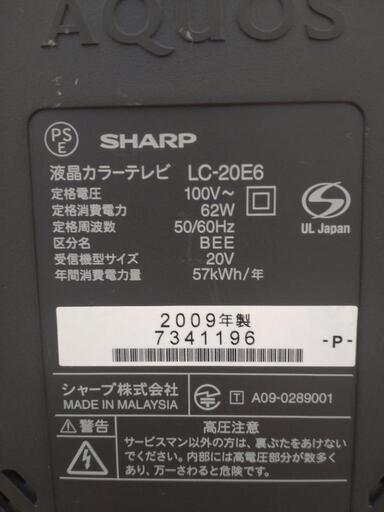 AQUOS
PS
E
SHARP
液晶カラーテレビ LC-20E6
定格電圧 100V～
定格消費電力 62W
定格周波数 50/60Hz
区分名 BEE
受信機型サイズ 20V
年間消費電力量 57kWh/年
UL Japan
2009年製
7341196
-P-
シャープ株式会社
MADE IN MALAYSIA
T A09-0289001
警告 高圧注意
サービスマン以外の方は、裏ぶたをあけない
でください。内部には高電圧部分が数多く
あり、万一さわると危険です。